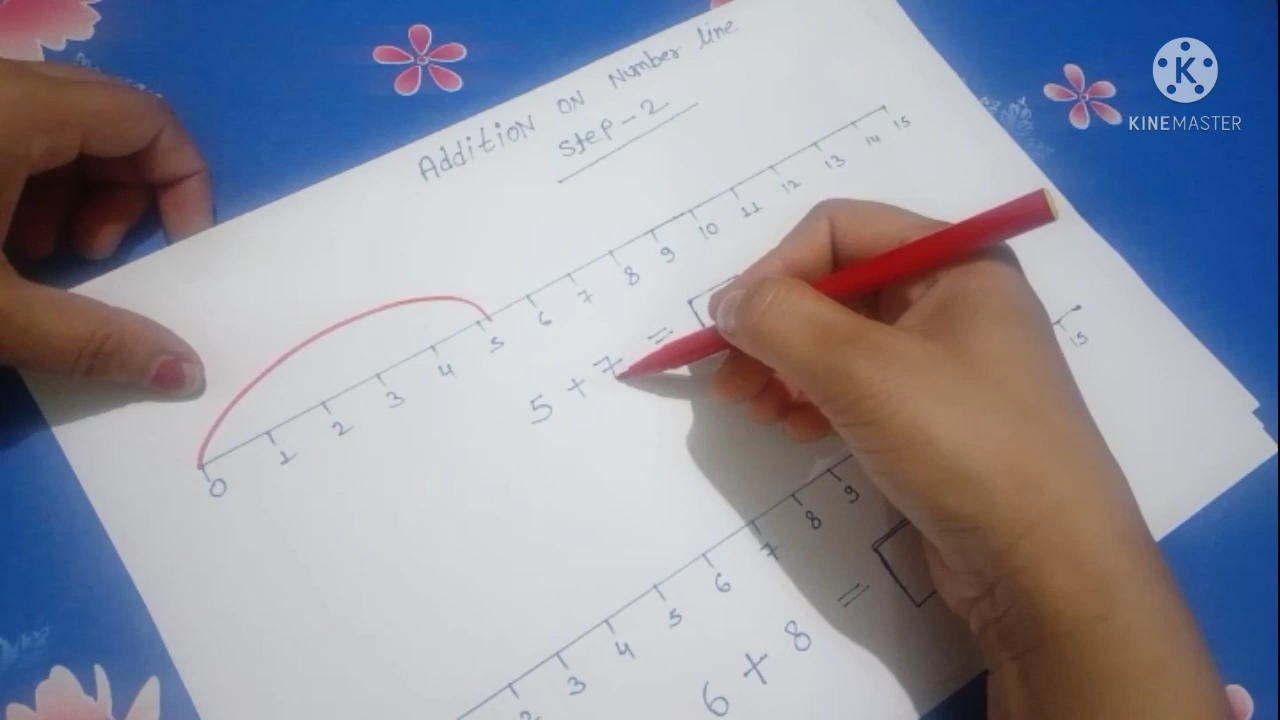 Addition ON Number line
Step-2
0 1 2 3 4 5 6 7 8 9 10 11 12 13 14 15
5 + 7 =
2 3 4 5 6 7 8 9 15
6 + 8 =
K
KINEMASTER